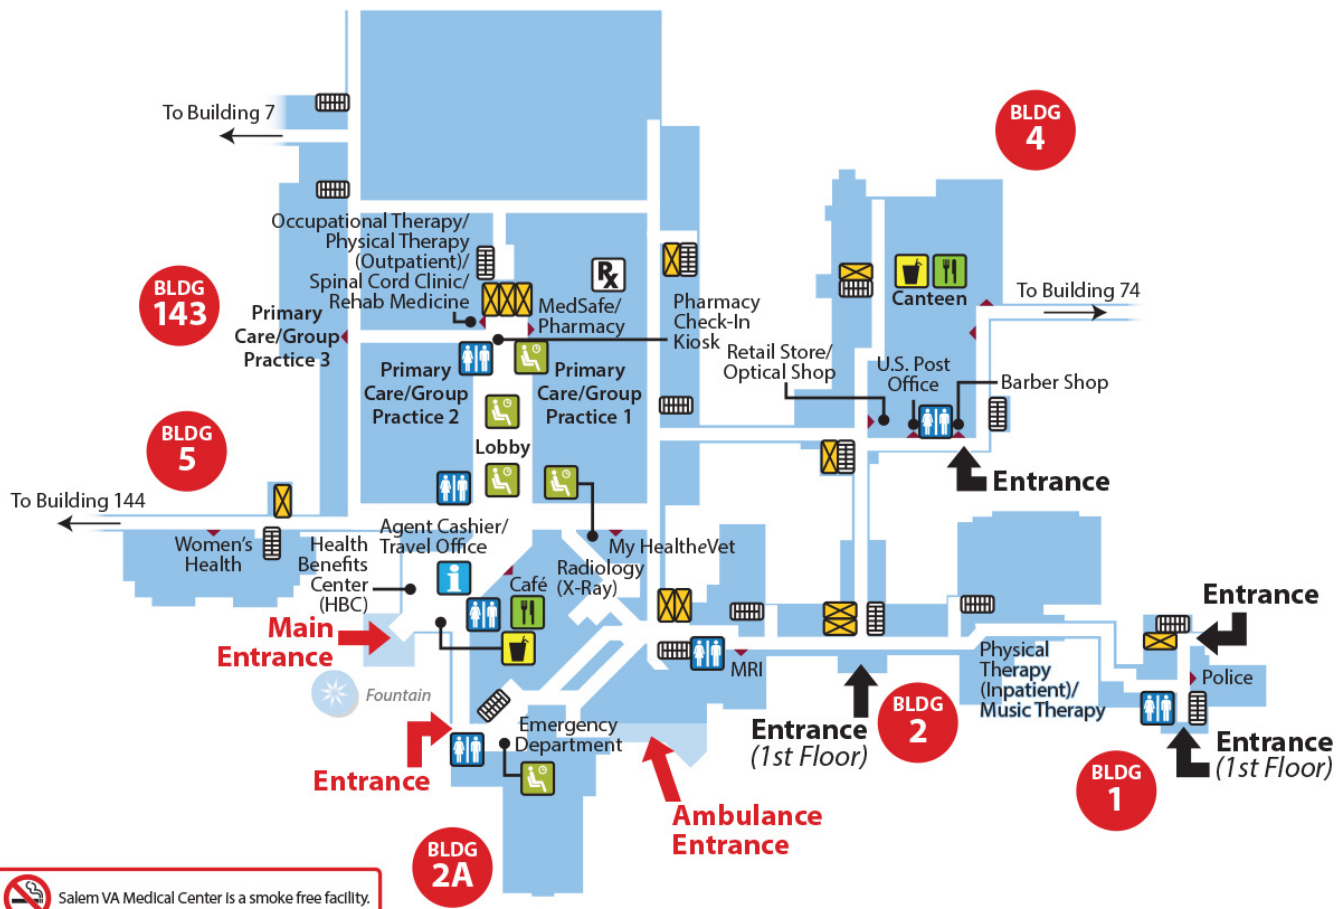 To Building 7
BLDG
4
Occupational Therapy/
Physical Therapy
(Outpatient)/
Spinal Cord Clinic/
Rehab Medicine
Rx
MedSafe/
Pharmacy
Pharmacy
Check-In
Kiosk
Canteen
To Building 74
BLDG
143
Primary
Care/Group
Practice 3
Retail Store/
Optical Shop
U.S. Post
Office
Barber Shop
Primary
Care/Group
Practice 2
Primary
Care/Group
Practice 1
BLDG
5
Lobby
Entrance
To Building 144
Women's
Health
Health
Benefits
Center
(HBC)
Agent Cashier/
Travel Office
i
My HealtheVet
Radiology
(X-Ray)
Café
Main
Entrance
Fountain
MRI
Physical
Therapy
(Inpatient)/
Music Therapy
Entrance
Police
Entrance
(1st Floor)
BLDG
2
Entrance
(1st Floor)
BLDG
1
Emergency
Department
Entrance
Ambulance
Entrance
BLDG
2A
Salem VA Medical Center is a smoke free facility.